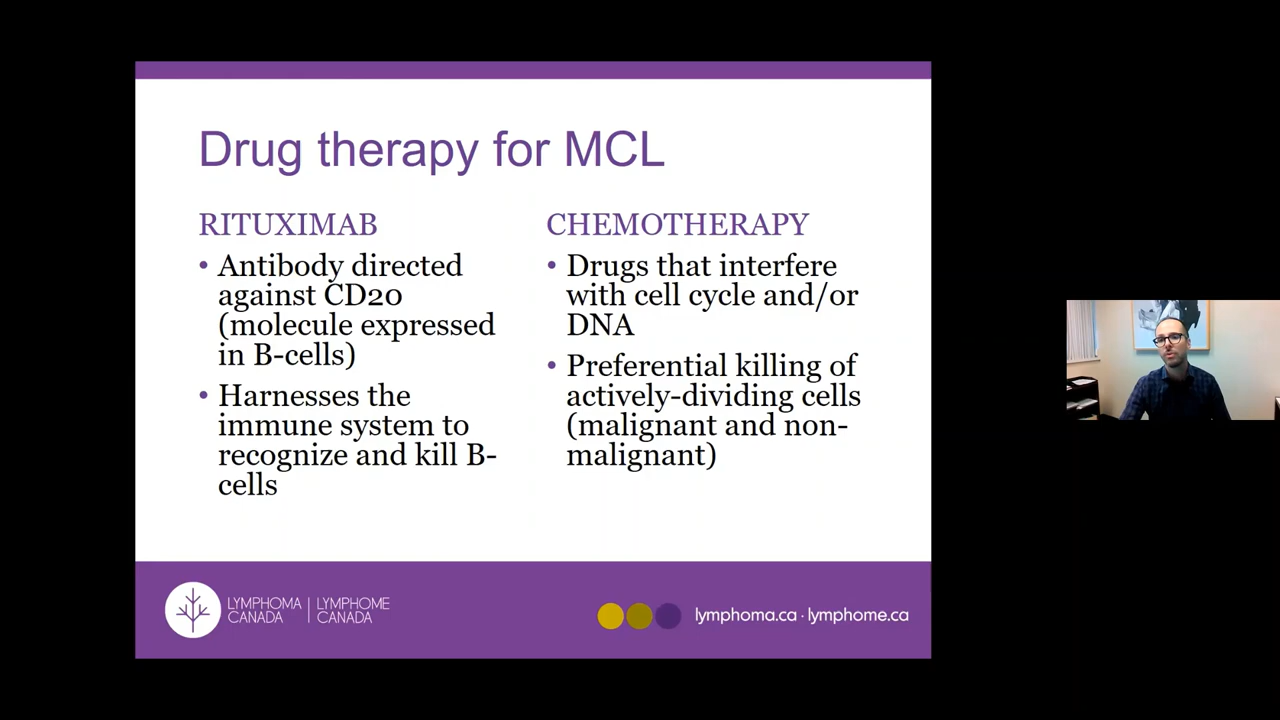 Drug therapy for MCL
RITUXIMAB
• Antibody directed
against CD20
(molecule expressed
in B-cells)
• Harnesses the
immune system to
recognize and kill B-
cells
CHEMOTHERAPY
• Drugs that interfere
with cell cycle and/or
DNA
• Preferential killing of
actively-dividing cells
(malignant and non-
malignant)
LYMPHOMA
CANADA
LYMPHOME
CANADA
lymphoma.ca · lymphome.ca